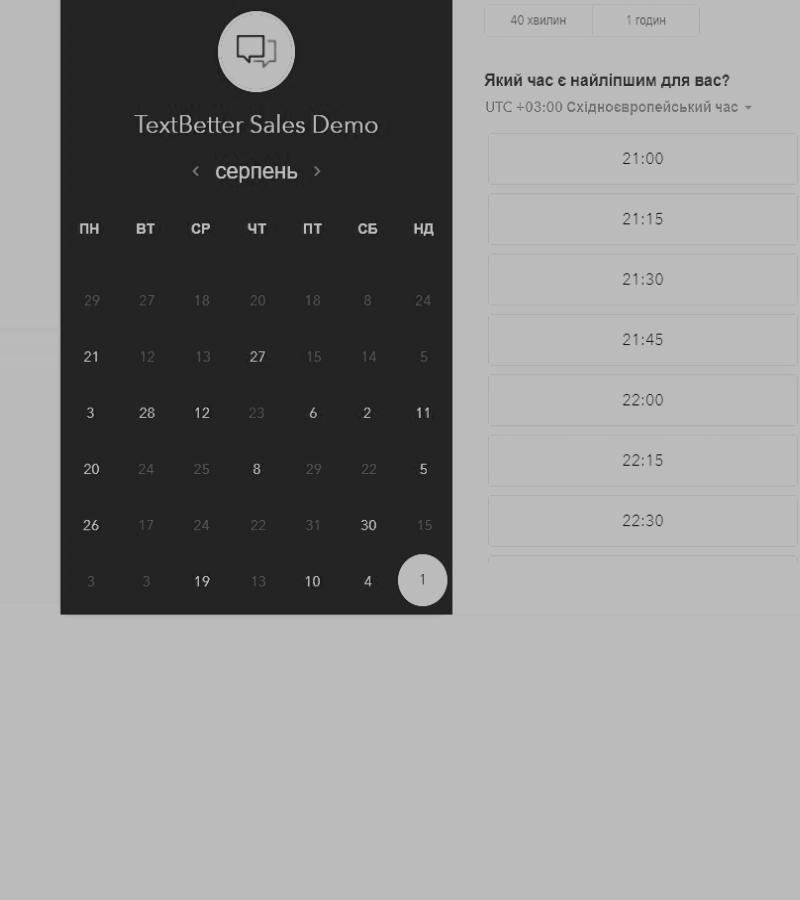 TextBetter Sales Demo
серпень
ПН ВТ СР ЧТ ПТ СБ НД
29 27 18 20 18 8 24
21 12 13 27 15 14 5
3 28 12 23 6 2 11
20 24 25 8 29 22 5
26 17 24 22 31 30 15
3 3 19 13 10 4 1
40 хвилин 1 годин
Який час є найліпшим для вас?
UTC +03:00 Східноєвропейський час
21:00
21:15
21:30
21:45
22:00
22:15
22:30